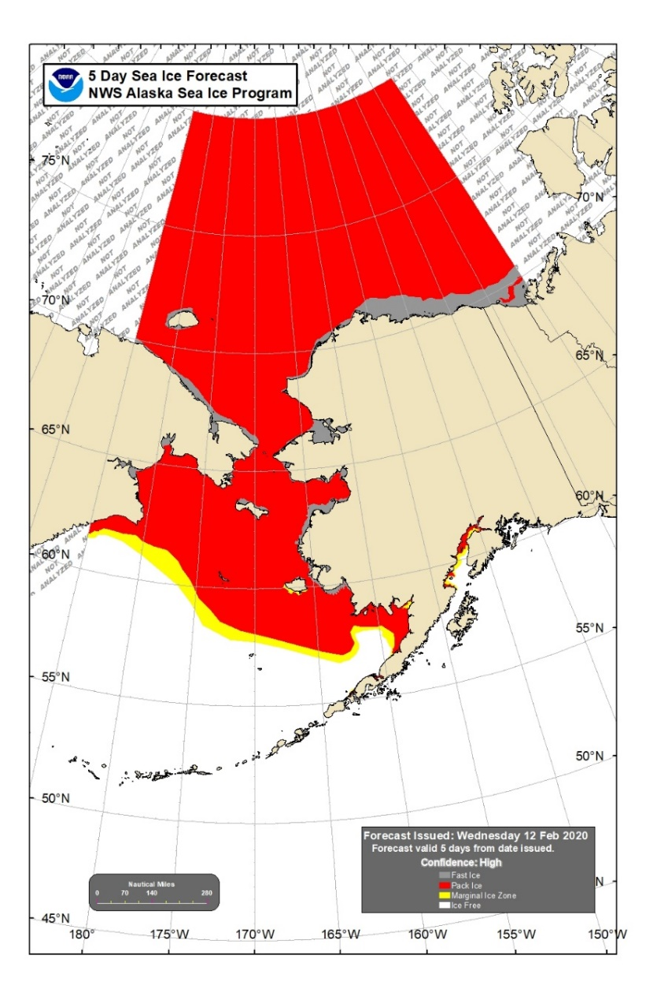 NOAA
5 Day Sea Ice Forecast
NWS Alaska Sea Ice Program
NOT ANALYZED
75°N
70°N
70°N
65°N
65°N
60°N
60°N
55°N
55°N
50°N
50°N
N
45°N
Forecast Issued: Wednesday 12 Feb 2020
Forecast valid 5 days from date issued.
Confidence: High
Fast Ice
Pack Ice
Marginal Ice Zone
Ice Free
Nautical Miles
0 70 140 280
180° 175°W 170°W 165°W 160°W 155°W 150°W